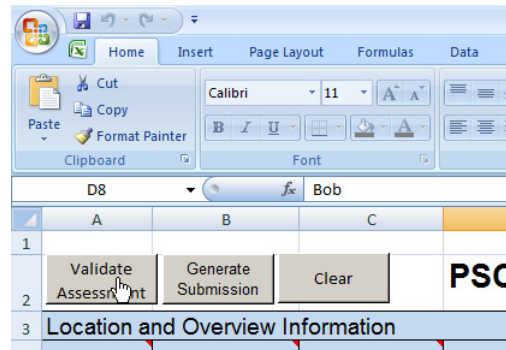 Home Insert Page Layout Formulas Data
Cut
Calibri 11 A A
Copy
Paste
Format Painter
B I U A
Clipboard Font
D8 fx Bob
A B C
1
Validate Generate Clear
Assessment Submission
2
3 Location and Overview Information